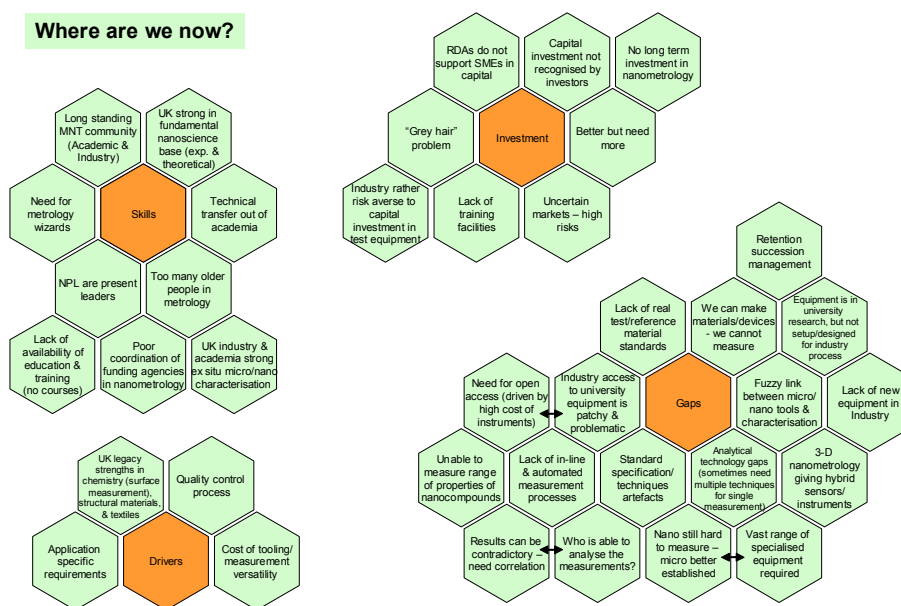 Where are we now?
Long standing
MNT community
(Academic &
Industry)
UK strong in
fundamental
nanoscience
base (exp. &
theoretical)
Need for
metrology
wizards
Skills
Technical
transfer out of
academia
NPL are present
leaders
Too many older
people in
metrology
Lack of
availability of
education &
training
(no courses)
Poor
coordination of
funding agencies
in nanometrology
UK industry &
academia strong
ex situ micro/nano
characterisation
RDAs do not
support SMEs in
capital
Capital
investment not
recognised by
investors
No long term
investment in
nanometrology
"Grey hair"
problem
Investment
Better but need
more
Industry rather
risk averse to
capital
investment in
test equipment
Lack of
training
facilities
Uncertain
markets – high
risks
Retention
succession
management
Lack of real
test/reference
material
standards
We can make
materials/devices
- we cannot
measure
Equipment is in
university
research, but not
setup/designed
for industry
process
Need for open
access (driven by
high cost of
instruments)
Industry access
to university
equipment is
patchy &
problematic
Gaps
Fuzzy link
between micro/
nano tools &
characterisation
Lack of new
equipment in
Industry
Unable to
measure range
of properties of
nanocompounds
Lack of in-line
& automated
measurement
processes
Standard
specification/
techniques
artefacts
Analytical
technology gaps
(sometimes need
multiple techniques
for single
measurement)
3-D
nanometrology
giving hybrid
sensors/
instruments
Results can be
contradictory –
need correlation
Who is able to
analyse the
measurements?
Nano still hard
to measure –
micro better
established
Vast range of
specialised
equipment
required
UK legacy
strengths in
chemistry (surface
measurement),
structural materials,
& textiles
Quality control
process
Application
specific
requirements
Drivers
Cost of tooling/
measurement
versatility